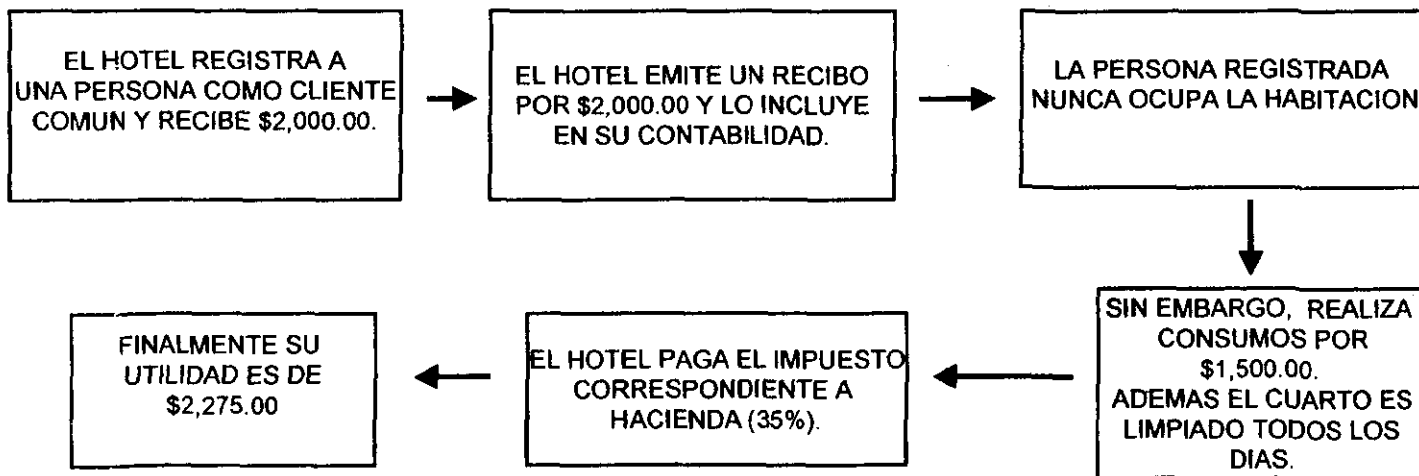 EL HOTEL REGISTRA A
UNA PERSONA COMO CLIENTE
COMUN Y RECIBE $2,000.00.
EL HOTEL EMITE UN RECIBO
POR $2,000.00 Y LO INCLUYE
EN SU CONTABILIDAD.
LA PERSONA REGISTRADA
NUNCA OCUPA LA HABITACION
SIN EMBARGO, REALIZA
CONSUMOS POR
$1,500.00.
ADEMAS EL CUARTO ES
LIMPIADO TODOS LOS
DIAS.
EL HOTEL PAGA EL IMPUESTO
CORRESPONDIENTE A
HACIENDA (35%).
FINALMENTE SU
UTILIDAD ES DE
$2,275.00